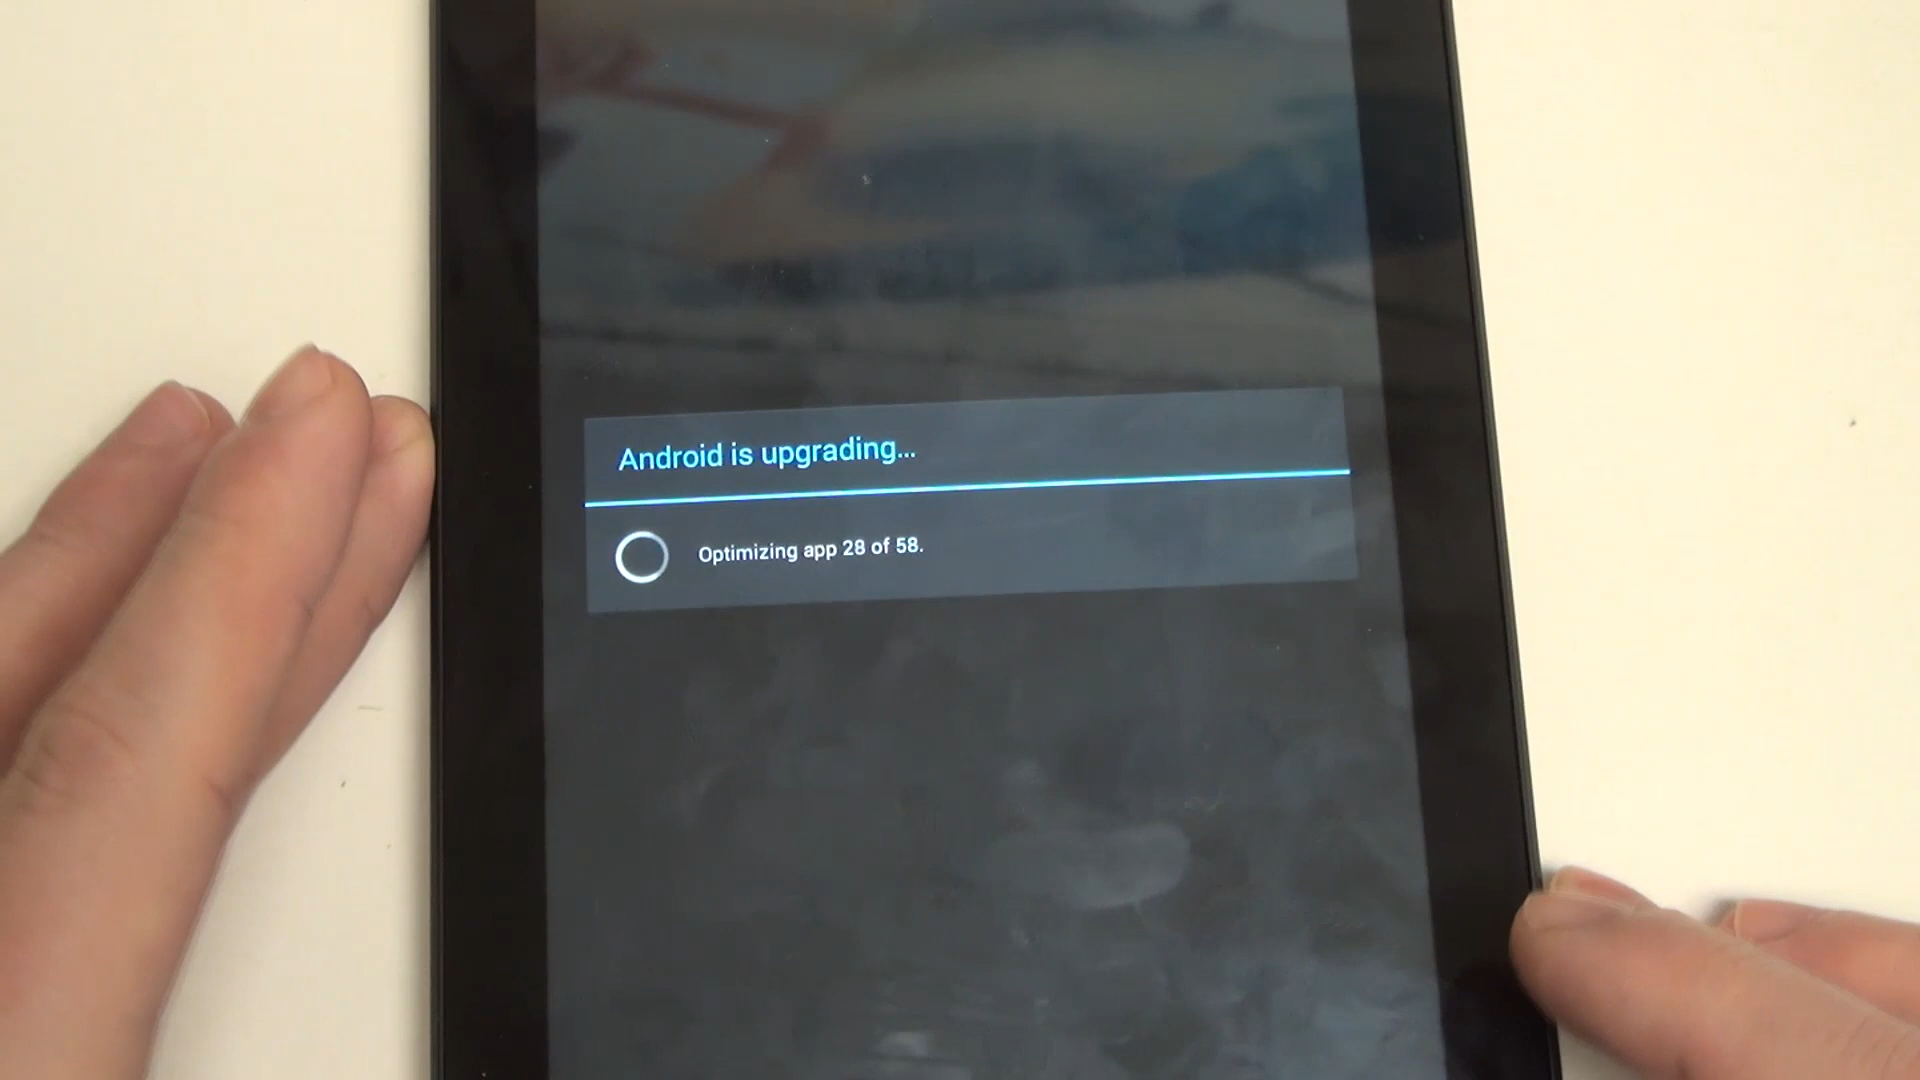 Android is upgrading...
Optimizing app 28 of 58.